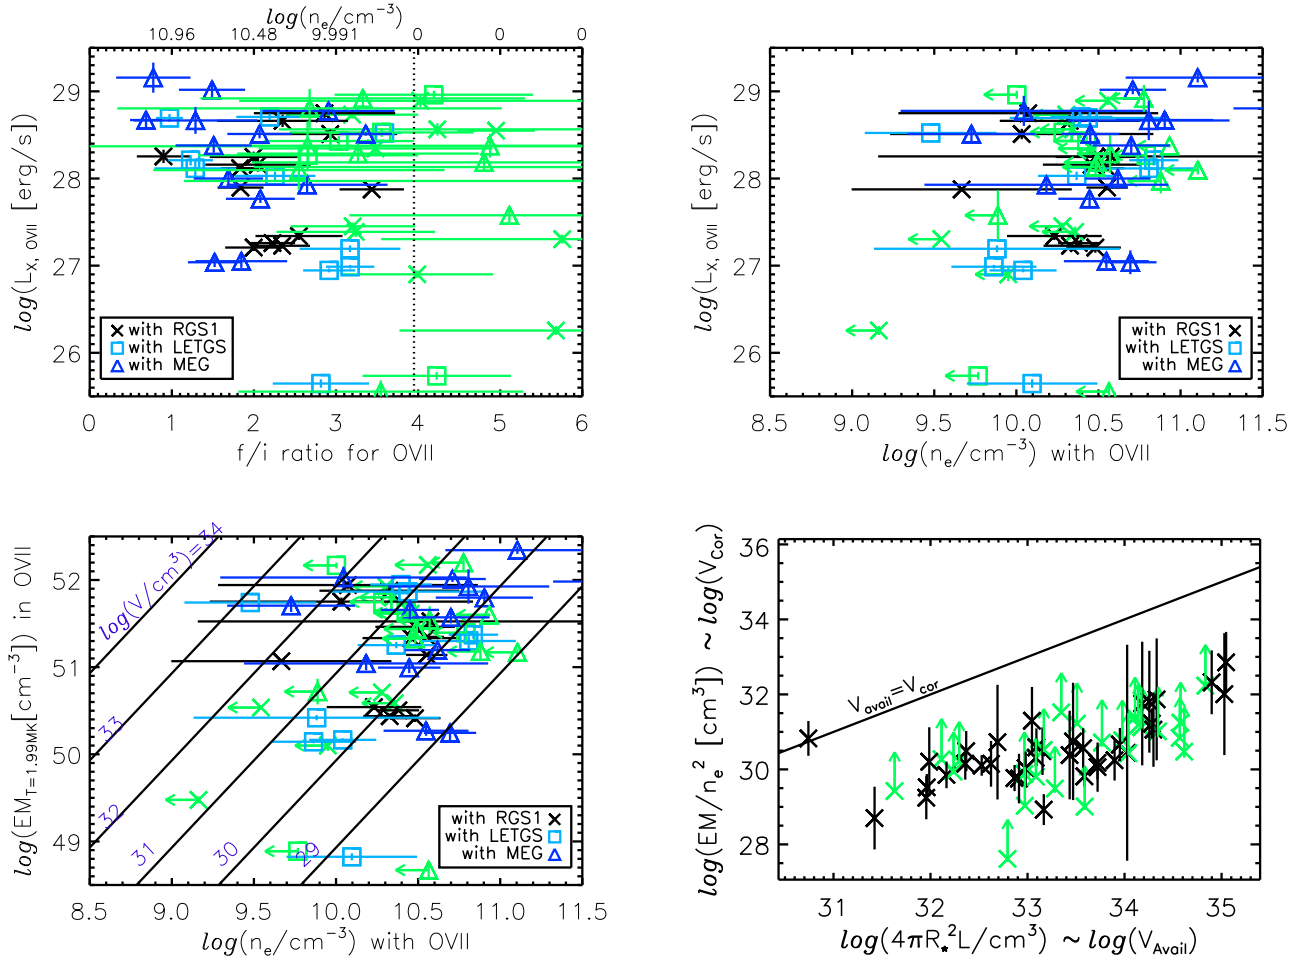 log(nₑ/cm⁻³)
10.96 10.48 9.991 0 0 0
log(L_X, OVII [erg/s])
29
28
27
26
with RGS1
with LETGS
with MEG
0 1 2 3 4 5 6
f/i ratio for OVII
log(L_X, OVII [erg/s])
29
28
27
26
with RGS1
with LETGS
with MEG
8.5 9.0 9.5 10.0 10.5 11.0 11.5
log(nₑ/cm⁻³) with OVII
log(EM_T=1.99MK[cm⁻³]) in OVII
52
51
50
49
log(V/cm³)=34
33
32
31
30
29
with RGS1
with LETGS
with MEG
8.5 9.0 9.5 10.0 10.5 11.0 11.5
log(nₑ/cm⁻³) with OVII
log(EM/nₑ² [cm³]) ~ log(V_Cor)
36
34
32
30
28
V_avail=V_cor
31 32 33 34 35
log(4πR⋆²L/cm³) ~ log(V_Avail)